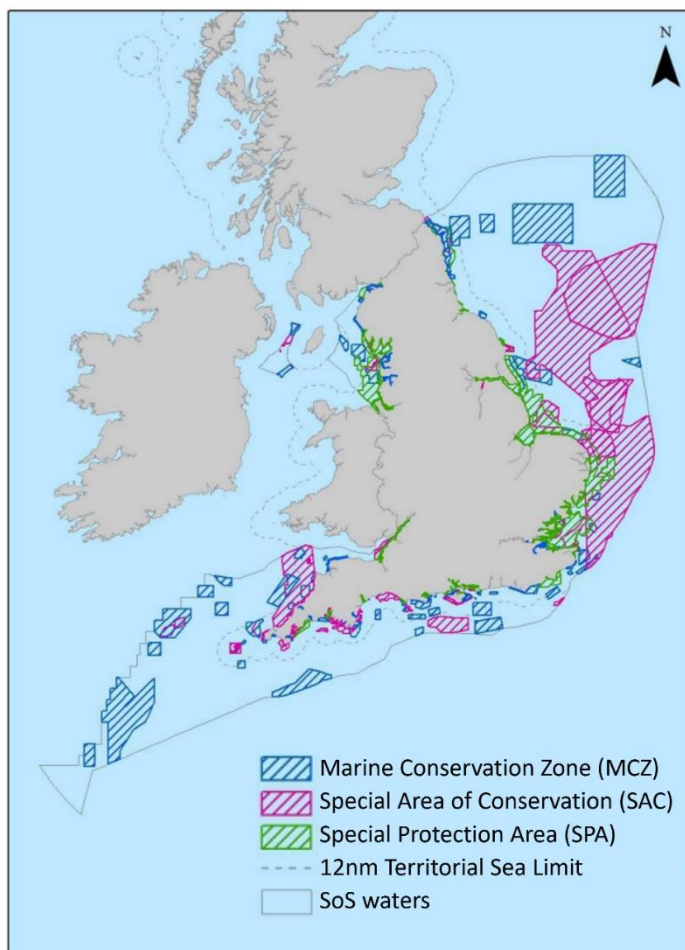 N
Marine Conservation Zone (MCZ)
Special Area of Conservation (SAC)
Special Protection Area (SPA)
12nm Territorial Sea Limit
SoS waters